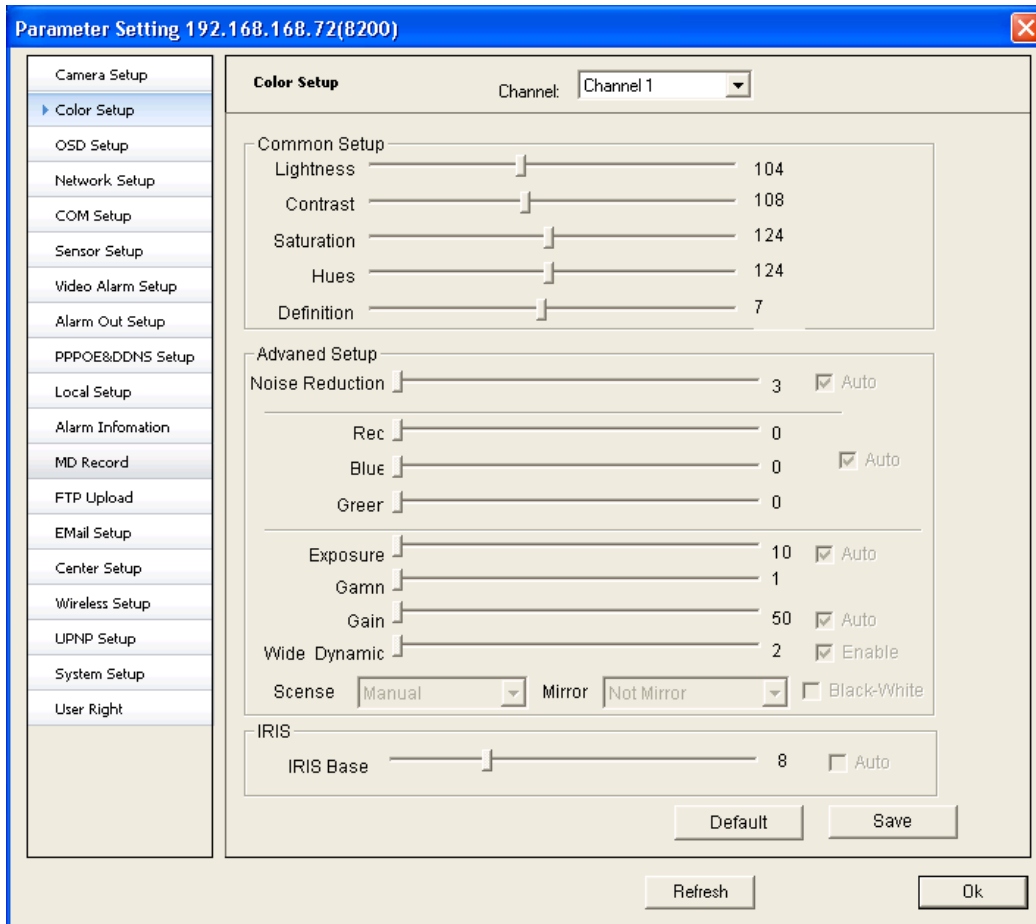 Parameter Setting 192.168.168.72(8200)
Camera Setup
Color Setup
OSD Setup
Network Setup
COM Setup
Sensor Setup
Video Alarm Setup
Alarm Out Setup
PPPOE&DDNS Setup
Local Setup
Alarm Infomation
MD Record
FTP Upload
EMail Setup
Center Setup
Wireless Setup
UPNP Setup
System Setup
User Right
Color Setup Channel: Channel 1
Common Setup
Lightness 104
Contrast 108
Saturation 124
Hues 124
Definition 7
Advaned Setup
Noise Reduction 3 Auto
Rec 0
Blue 0 Auto
Greer 0
Exposure 10 Auto
Gamn 1
Gain 50 Auto
Wide Dynamic 2 Enable
Scense Manual Mirror Not Mirror Black-White
IRIS
IRIS Base 8 Auto
Default Save
Refresh Ok